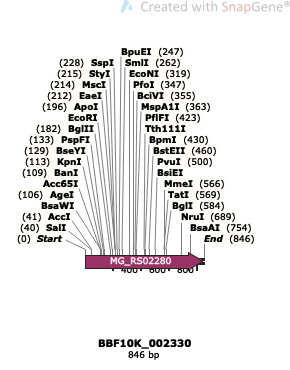 Created with SnapGene®
BpuEI (247)
(228) SspI SmlI (262)
(215) StyI EcoNI (319)
(214) MscI PfoI (347)
(212) EaeI BciVI (355)
(196) ApoI MspA1I (363)
EcoRI PflFI (423)
(182) BglII Tth111I
(133) PspFI BpmI (430)
(129) BseYI BstEII (460)
(113) KpnI PvuI (500)
(109) BanI BsiEI
Acc65I MmeI (566)
(106) AgeI TatI (569)
BsaWI BglI (584)
(41) AccI NruI (689)
(40) SalI BsaAI (754)
(0) Start End (846)
MG_RS02280
400 600 800
BBF10K_002330
846 bp